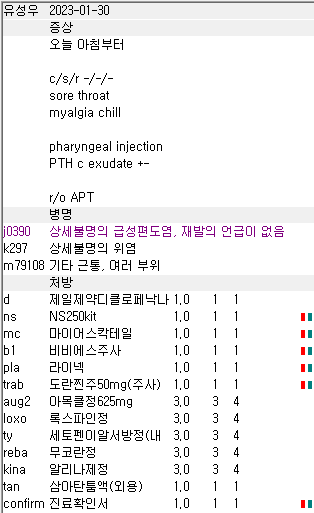 유성우 2023-01-30
증상
오늘 아침부터
c/s/r -/-/-
sore throat
myalgia chill
pharyngeal injection
PTH c exudate +-
r/o APT
병명
j0390 상세불명의 급성편도염, 재발의 언급이 없음
k297 상세불명의 위염
m79108 기타 근통, 여러 부위
처방
d 제일제약디클로페낙나 1.0 1 1
ns NS250kit 1.0 1 1
mc 마이어스칵테일 1.0 1 1
b1 비비에스주사 1.0 1 1
pla 라이넥 1.0 1 1
trab 도란찐주50mg(주사) 1.0 1 1
aug2 아목클정625mg 3.0 3 4
loxo 록스파인정 3.0 3 4
ty 세토펜이알서방정(내 3.0 3 4
reba 무코란정 3.0 3 4
kina 알리나제정 3.0 3 4
tan 삼아탄툼액(외용) 1.0 1 1
confirm 진료확인서 1.0 1 1